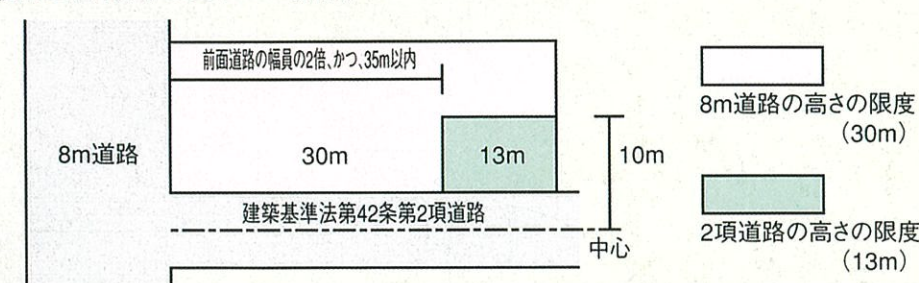 前面道路の幅員の2倍、かつ、35m以内
8m道路
30m
13m
10m
建築基準法第42条第2項道路
中心
8m道路の高さの限度
（30m）
2項道路の高さの限度
（13m）